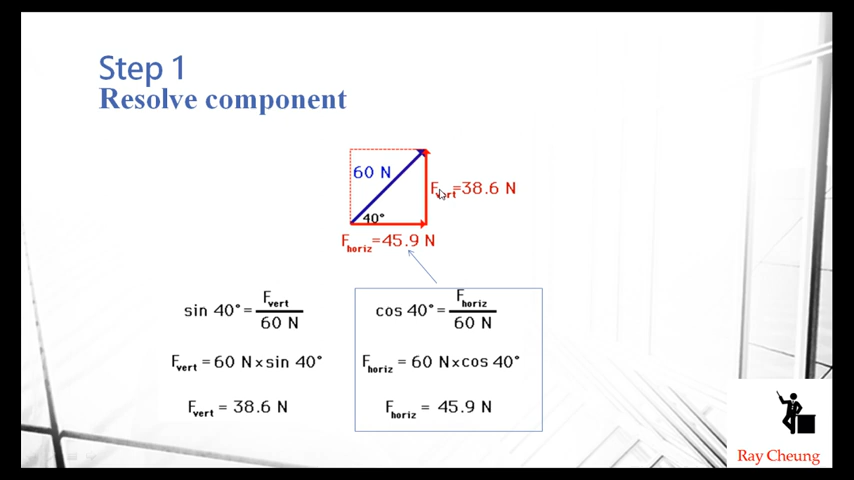 Step 1
Resolve component
60 N
40°
Fvert=38.6 N
Fhoriz=45.9 N
sin 40°= Fvert / 60 N
Fvert = 60 N x sin 40°
Fvert = 38.6 N
cos 40°= Fhoriz / 60 N
Fhoriz = 60 N x cos 40°
Fhoriz = 45.9 N
Ray Cheung